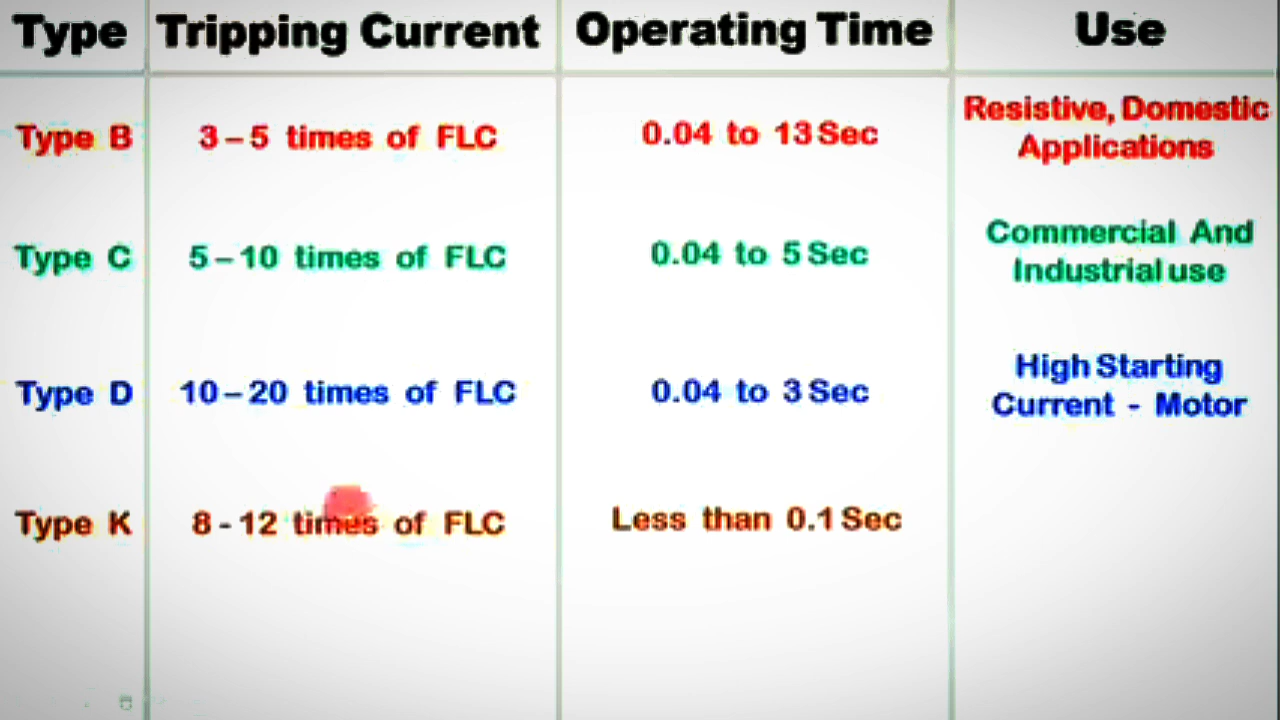 Type Tripping Current Operating Time Use
Type B 3 – 5 times of FLC 0.04 to 13 Sec Resistive, Domestic
Applications
Type C 5 – 10 times of FLC 0.04 to 5 Sec Commercial And
Industrial use
Type D 10 – 20 times of FLC 0.04 to 3 Sec High Starting
Current - Motor
Type K 8 - 12 times of FLC Less than 0.1 Sec